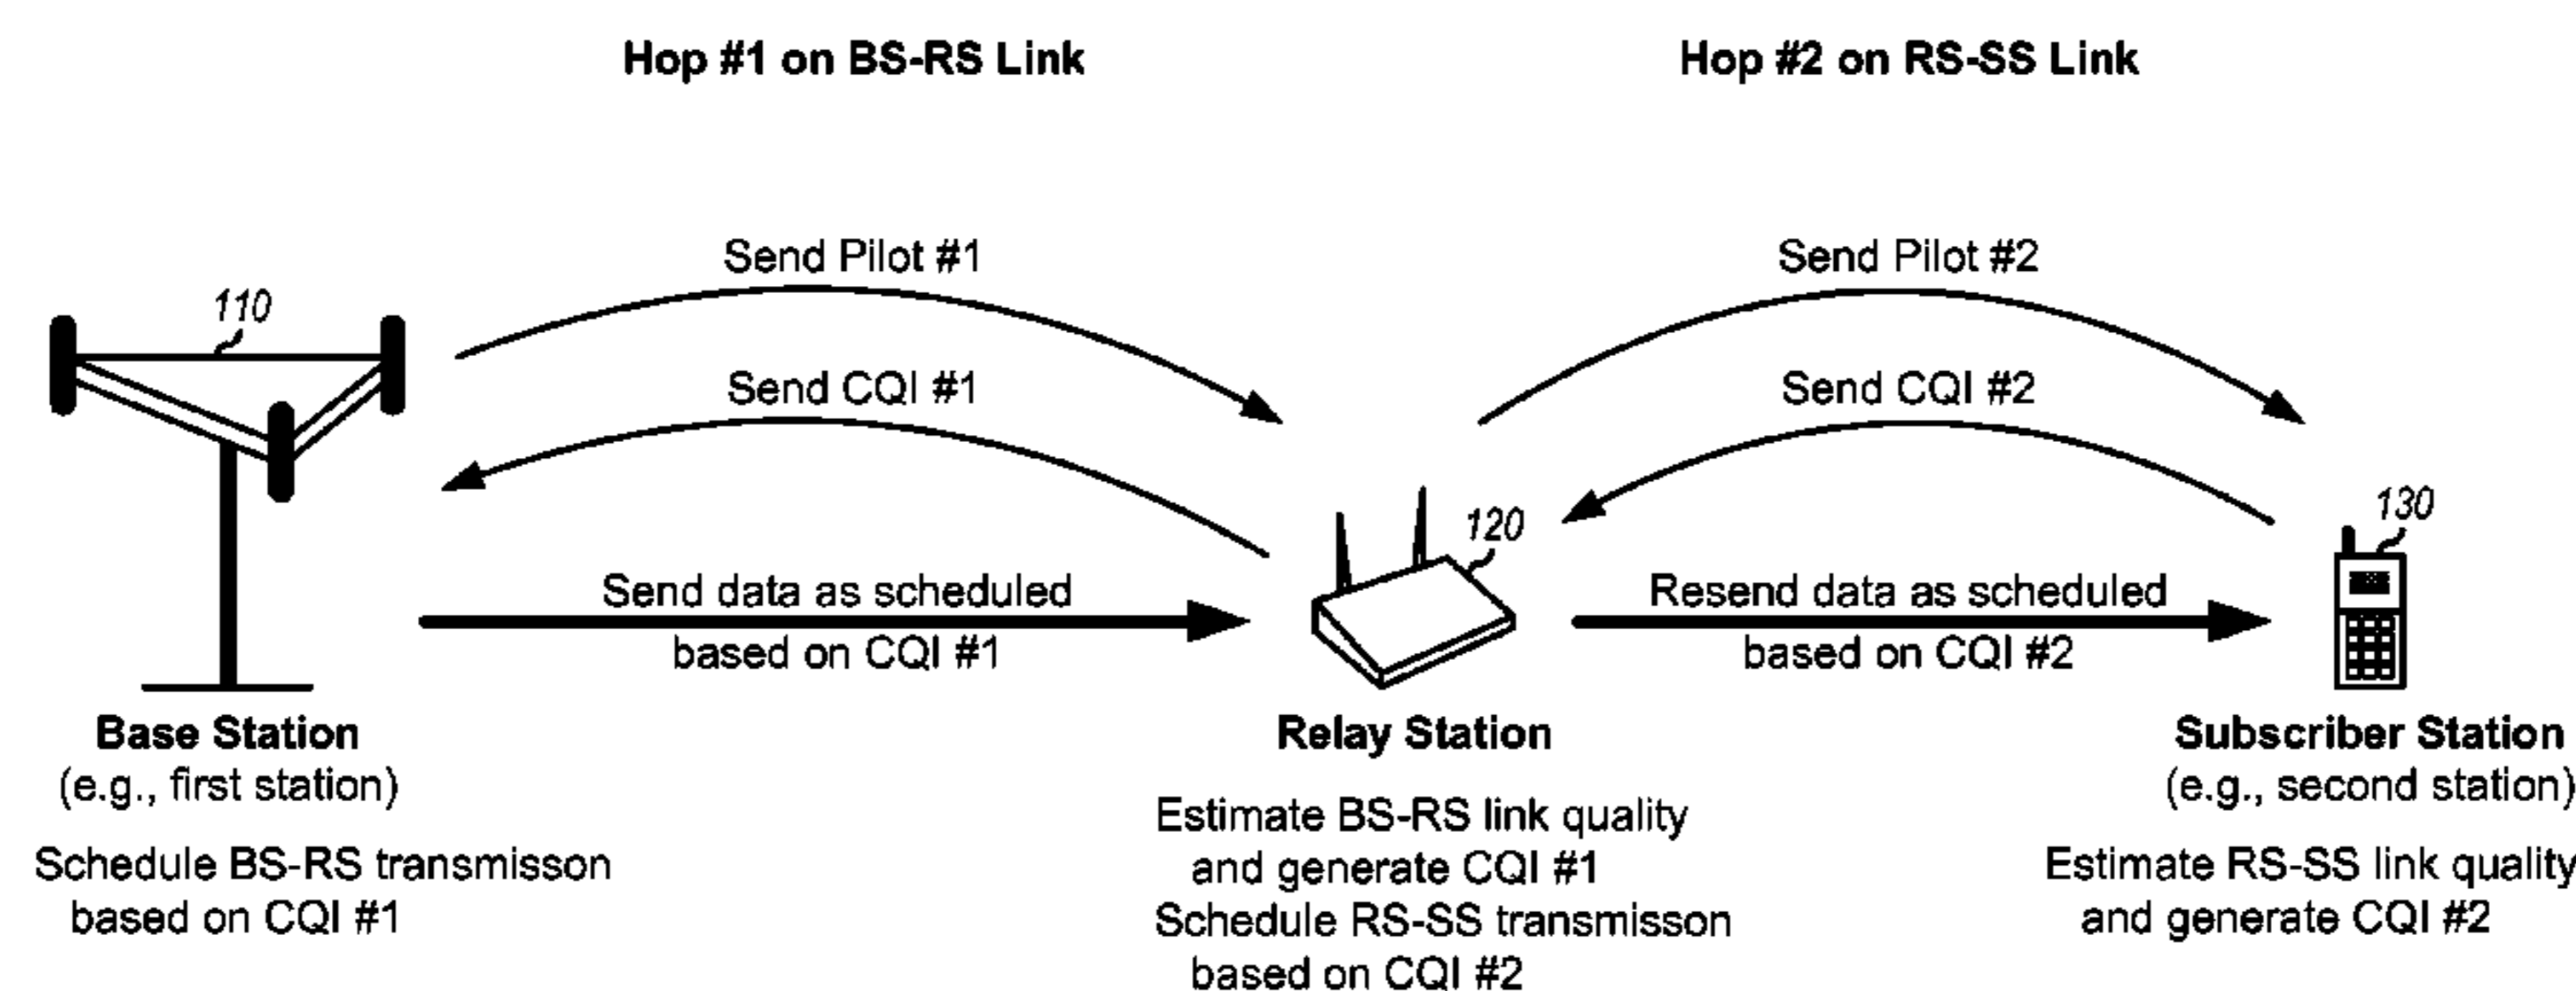 Hop #1 on BS-RS Link
Hop #2 on RS-SS Link
Send Pilot #1
Send Pilot #2
110
Send CQI #1
Send CQI #2
120
130
Send data as scheduled
based on CQI #1
Resend data as scheduled
based on CQI #2
Base Station
(e.g., first station)
Schedule BS-RS transmisson
based on CQI #1
Relay Station
Estimate BS-RS link quality
and generate CQI #1
Schedule RS-SS transmisson
based on CQI #2
Subscriber Station
(e.g., second station)
Estimate RS-SS link quality
and generate CQI #2